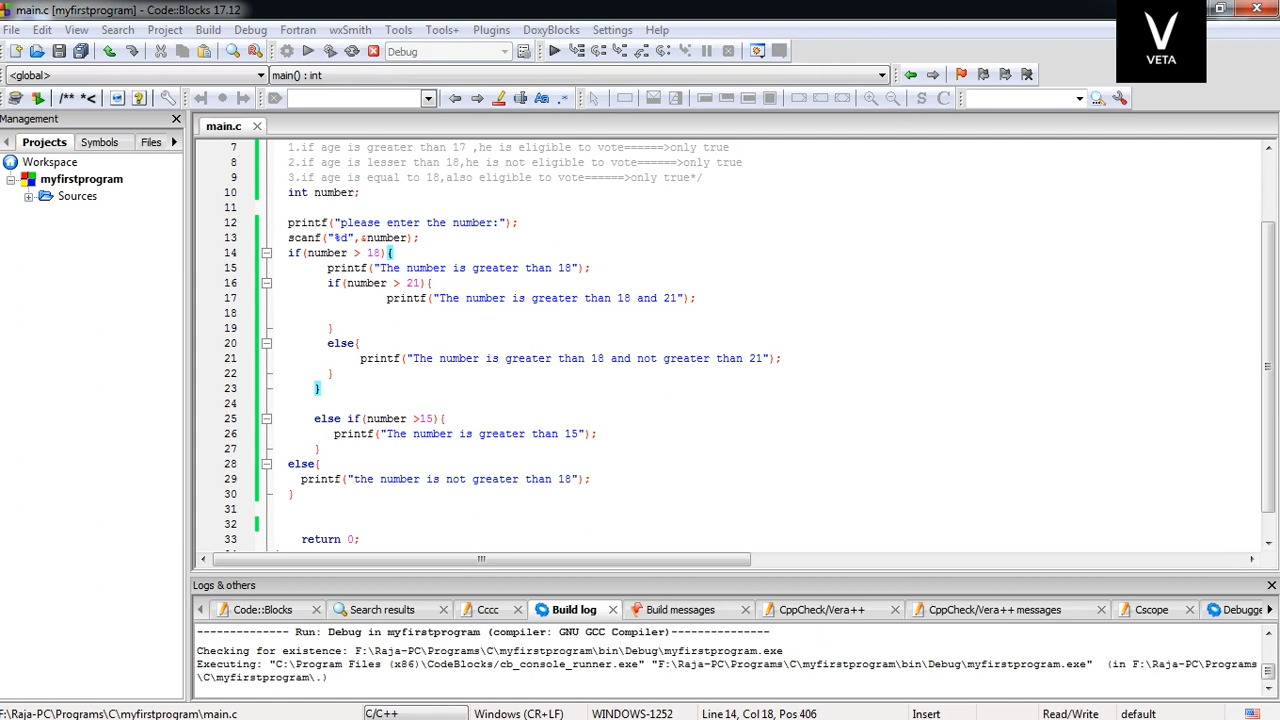 main.c [myfirstprogram] - Code::Blocks 17.12
File Edit View Search Project Build Debug Fortran wxSmith Tools Tools+ Plugins DoxyBlocks Settings Help
VETA
Debug
<global> main() : int
/** *<
S C
Management
main.c
Projects Symbols Files
Workspace
myfirstprogram
Sources
7 1.if age is greater than 17 ,he is eligible to vote======>only true
8 2.if age is lesser than 18,he is not eligible to vote======>only true
9 3.if age is equal to 18,also eligible to vote======>only true*/
10 int number;
11
12 printf("please enter the number:");
13 scanf("%d",&number);
14 if(number > 18){
15 printf("The number is greater than 18");
16 if(number > 21){
17 printf("The number is greater than 18 and 21");
18
19 }
20 else{
21 printf("The number is greater than 18 and not greater than 21");
22 }
23 }
24
25 else if(number >15){
26 printf("The number is greater than 15");
27 }
28 else{
29 printf("the number is not greater than 18");
30 }
31
32
33 return 0;
Logs & others
Code::Blocks Search results Cccc Build log Build messages CppCheck/Vera++ CppCheck/Vera++ messages Cscope Debugge
-------------- Run: Debug in myfirstprogram (compiler: GNU GCC Compiler)---------------
Checking for existence: F:\Raja-PC\Programs\C\myfirstprogram\bin\Debug\myfirstprogram.exe
Executing: "C:\Program Files (x86)\CodeBlocks/cb_console_runner.exe" "F:\Raja-PC\Programs\C\myfirstprogram\bin\Debug\myfirstprogram.exe" (in F:\Raja-PC\Programs
\C\myfirstprogram\.)
F:\Raja-PC\Programs\C\myfirstprogram\main.c C/C++ Windows (CR+LF) WINDOWS-1252 Line 14, Col 18, Pos 406 Insert Read/Write default